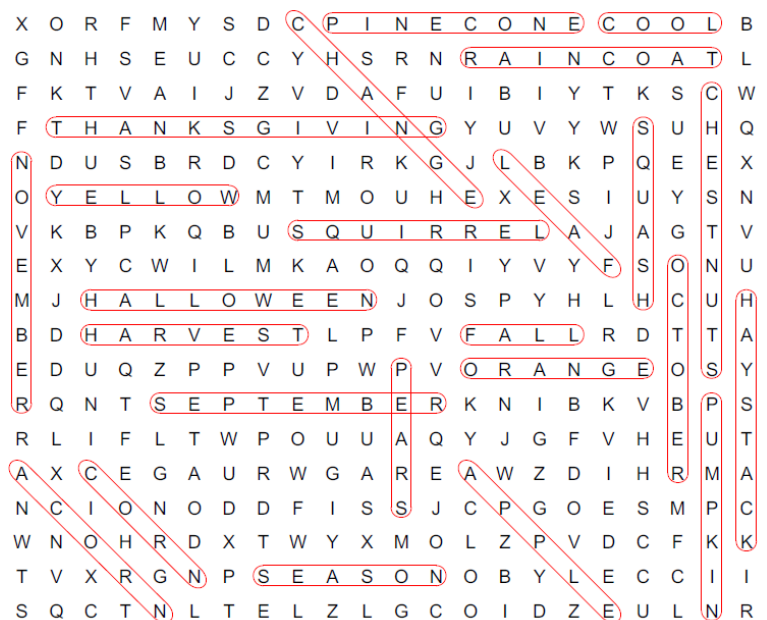 X O R F M Y S D C P I N E C O N E C O O L B
G N H S E U C C Y H S R N R A I N C O A T L
F K T V A I J Z V D A F U I B I Y T K S C W
F T H A N K S G I V I N G Y U V Y W S U H Q
N D U S B R D C Y I R K G J L B K P Q E E X
O Y E L L O W M T M O U H E X E S I U Y S N
V K B P K Q B U S Q U I R R E L A J A G T V
E X Y C W I L M K A O Q Q I Y V Y F S O N U
M J H A L L O W E E N J O S P Y H L H C U H
B D H A R V E S T L P F V F A L L R D T T A
E D U Q Z P P V U P W P V O R A N G E O S Y
R Q N T S E P T E M B E R K N I B K V B P S
R L I F L T W P O U U A Q Y J G F V H E U T
A X C E G A U R W G A R E A W Z D I H R M A
N C I O N O D D F I S S J C P G O E S M P C
W N O H R D X T W Y X M O L Z P V D C F K K
T V X R G N P S E A S O N O B Y L E C C I I
S Q C T N L T E L Z L G C O I D Z E U L N R